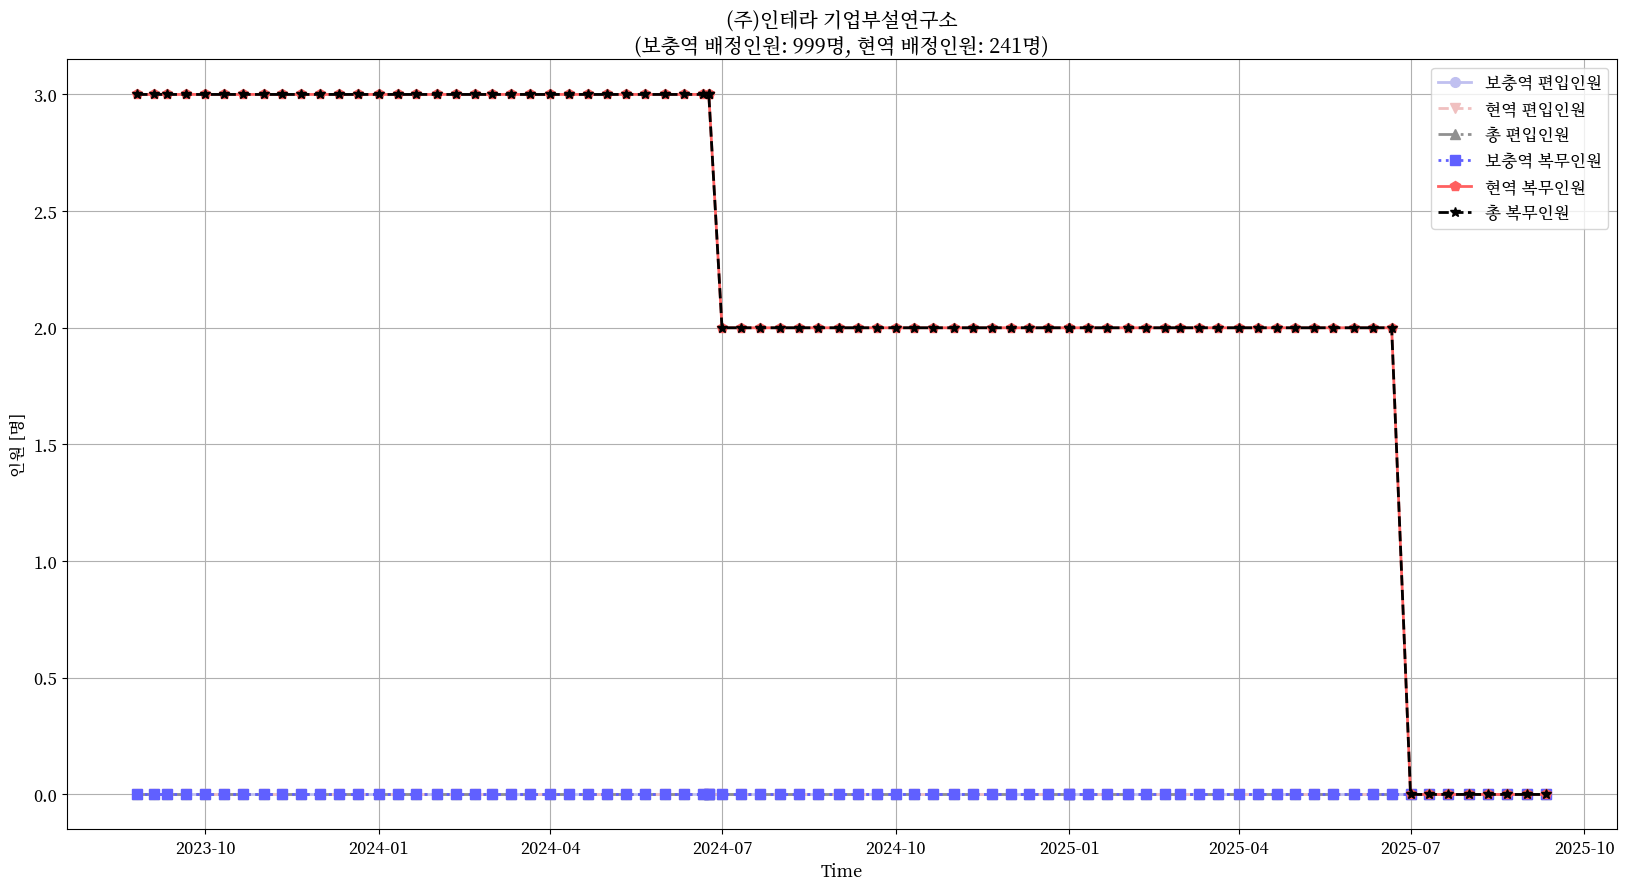 (주)인테라 기업부설연구소
(보충역 배정인원: 999명, 현역 배정인원: 241명)
보충역 편입인원
현역 편입인원
총 편입인원
보충역 복무인원
현역 복무인원
총 복무인원
3.0
2.5
2.0
1.5
1.0
0.5
0.0
인원 [명]
2023-10
2024-01
2024-04
2024-07
2024-10
2025-01
2025-04
2025-07
2025-10
Time